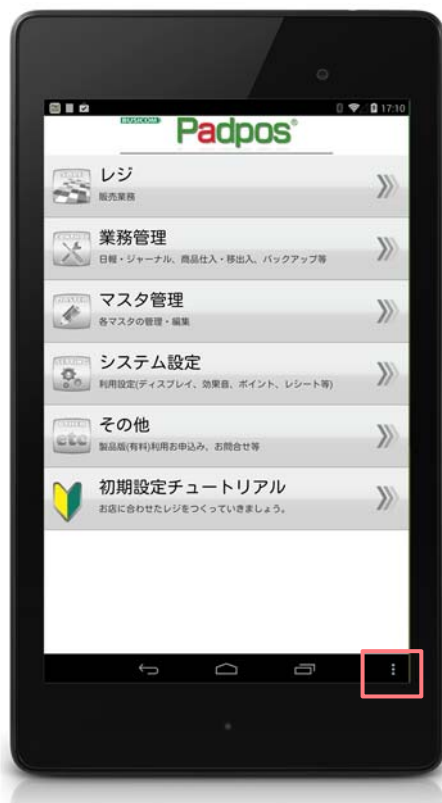 17:10
BUSICOM
Padpos®
レジ
販売業務
業務管理
日報・ジャーナル、商品仕入・移出入、バックアップ等
マスタ管理
各マスタの管理・編集
システム設定
利用設定(ディスプレイ、効果音、ポイント、レシート等)
etc
その他
製品版(有料)利用お申込み、お問合せ等
初期設定チュートリアル
お店に合わせたレジをつくっていきましょう。